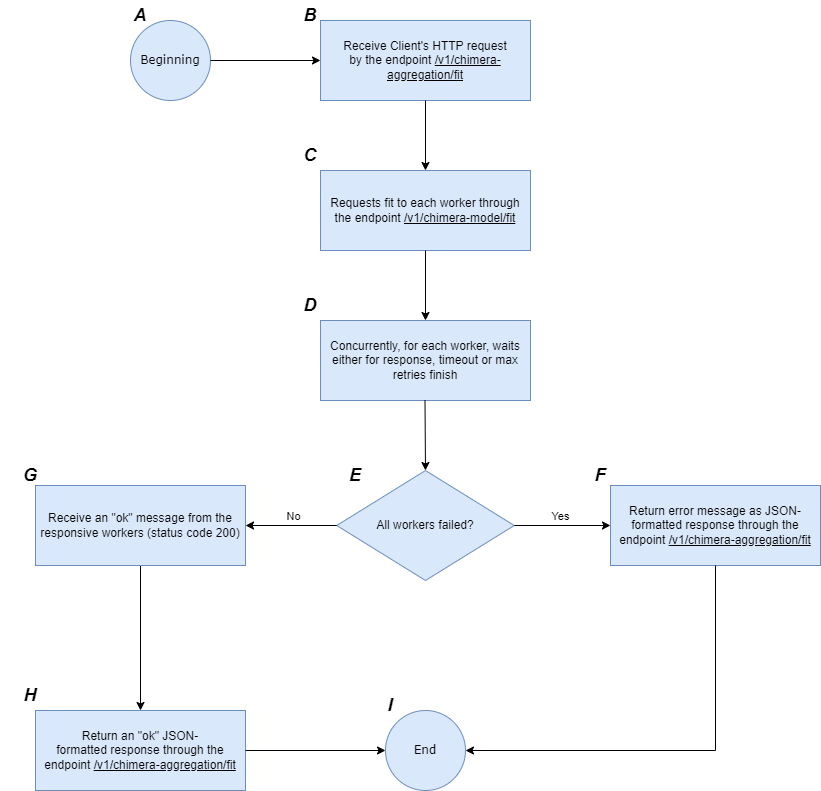 A
Beginning
B
Receive Client's HTTP request
by the endpoint /v1/chimera-
aggregation/fit
C
Requests fit to each worker through
the endpoint /v1/chimera-model/fit
D
Concurrently, for each worker, waits
either for response, timeout or max
retries finish
E
All workers failed?
No
Yes
G
Receive an "ok" message from the
responsive workers (status code 200)
F
Return error message as JSON-
formatted response through the
endpoint /v1/chimera-aggregation/fit
H
Return an "ok" JSON-
formatted response through the
endpoint /v1/chimera-aggregation/fit
I
End